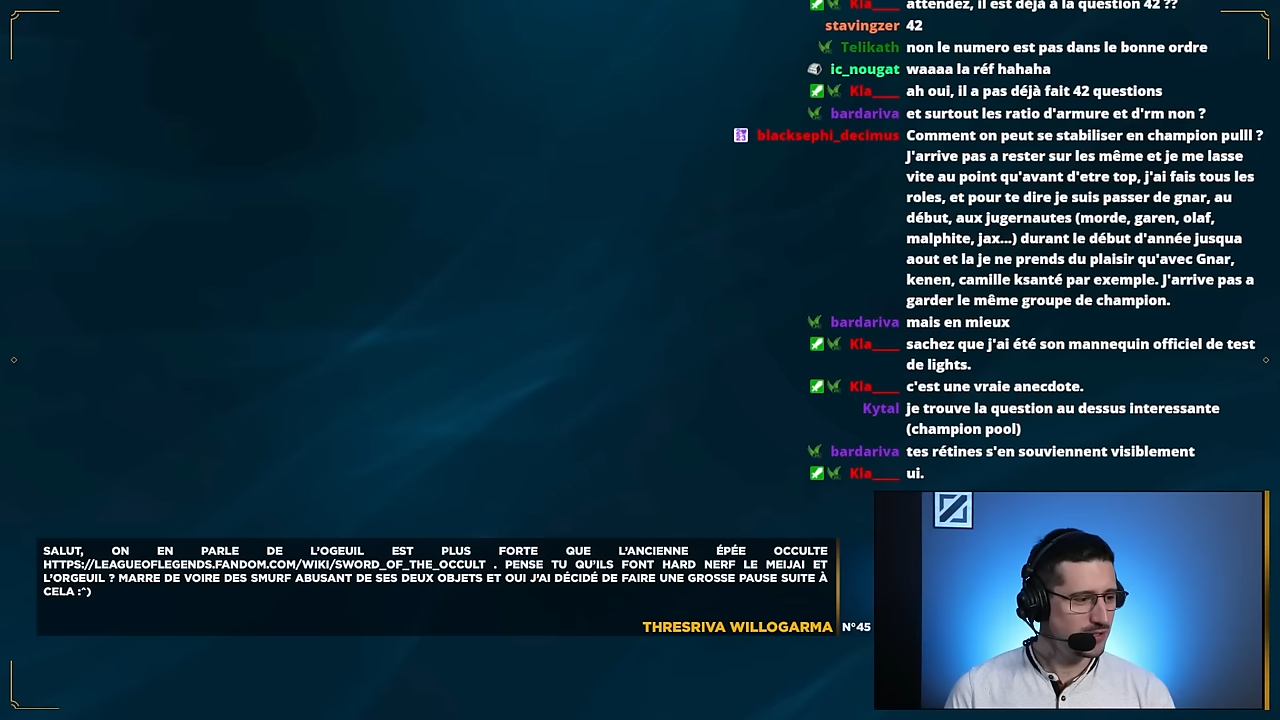 Kla____ attendez, il est déjà à la question 42 ??
stavingzer 42
Telikath non le numero est pas dans le bonne ordre
ic_nougat waaaa la réf hahaha
Kla____ ah oui, il a pas déjà fait 42 questions
bardariva et surtout les ratio d'armure et d'rm non ?
blacksephi_decimus Comment on peut se stabiliser en champion pulll ?
J'arrive pas a rester sur les même et je me lasse
vite au point qu'avant d'etre top, j'ai fais tous les
roles, et pour te dire je suis passer de gnar, au
début, aux jugernautes (morde, garen, olaf,
malphite, jax...) durant le début d'année jusqua
aout et la je ne prends du plaisir qu'avec Gnar,
kenen, camille ksanté par exemple. J'arrive pas a
garder le même groupe de champion.
bardariva mais en mieux
Kla____ sachez que j'ai été son mannequin officiel de test
de lights.
Kla____ c'est une vraie anecdote.
Kytal je trouve la question au dessus interessante
(champion pool)
bardariva tes rétines s'en souviennent visiblement
Kla____ ui.
SALUT, ON EN PARLE DE L'OGEUIL EST PLUS FORTE QUE L'ANCIENNE ÉPÉE OCCULTE
HTTPS://LEAGUEOFLEGENDS.FANDOM.COM/WIKI/SWORD_OF_THE_OCCULT . PENSE TU QU'ILS FONT HARD NERF LE MEIJAI ET
L'ORGEUIL ? MARRE DE VOIRE DES SMURF ABUSANT DE SES DEUX OBJETS ET OUI J'AI DÉCIDÉ DE FAIRE UNE GROSSE PAUSE SUITE À
CELA :^)
THRESRIVA WILLOGARMA N°45